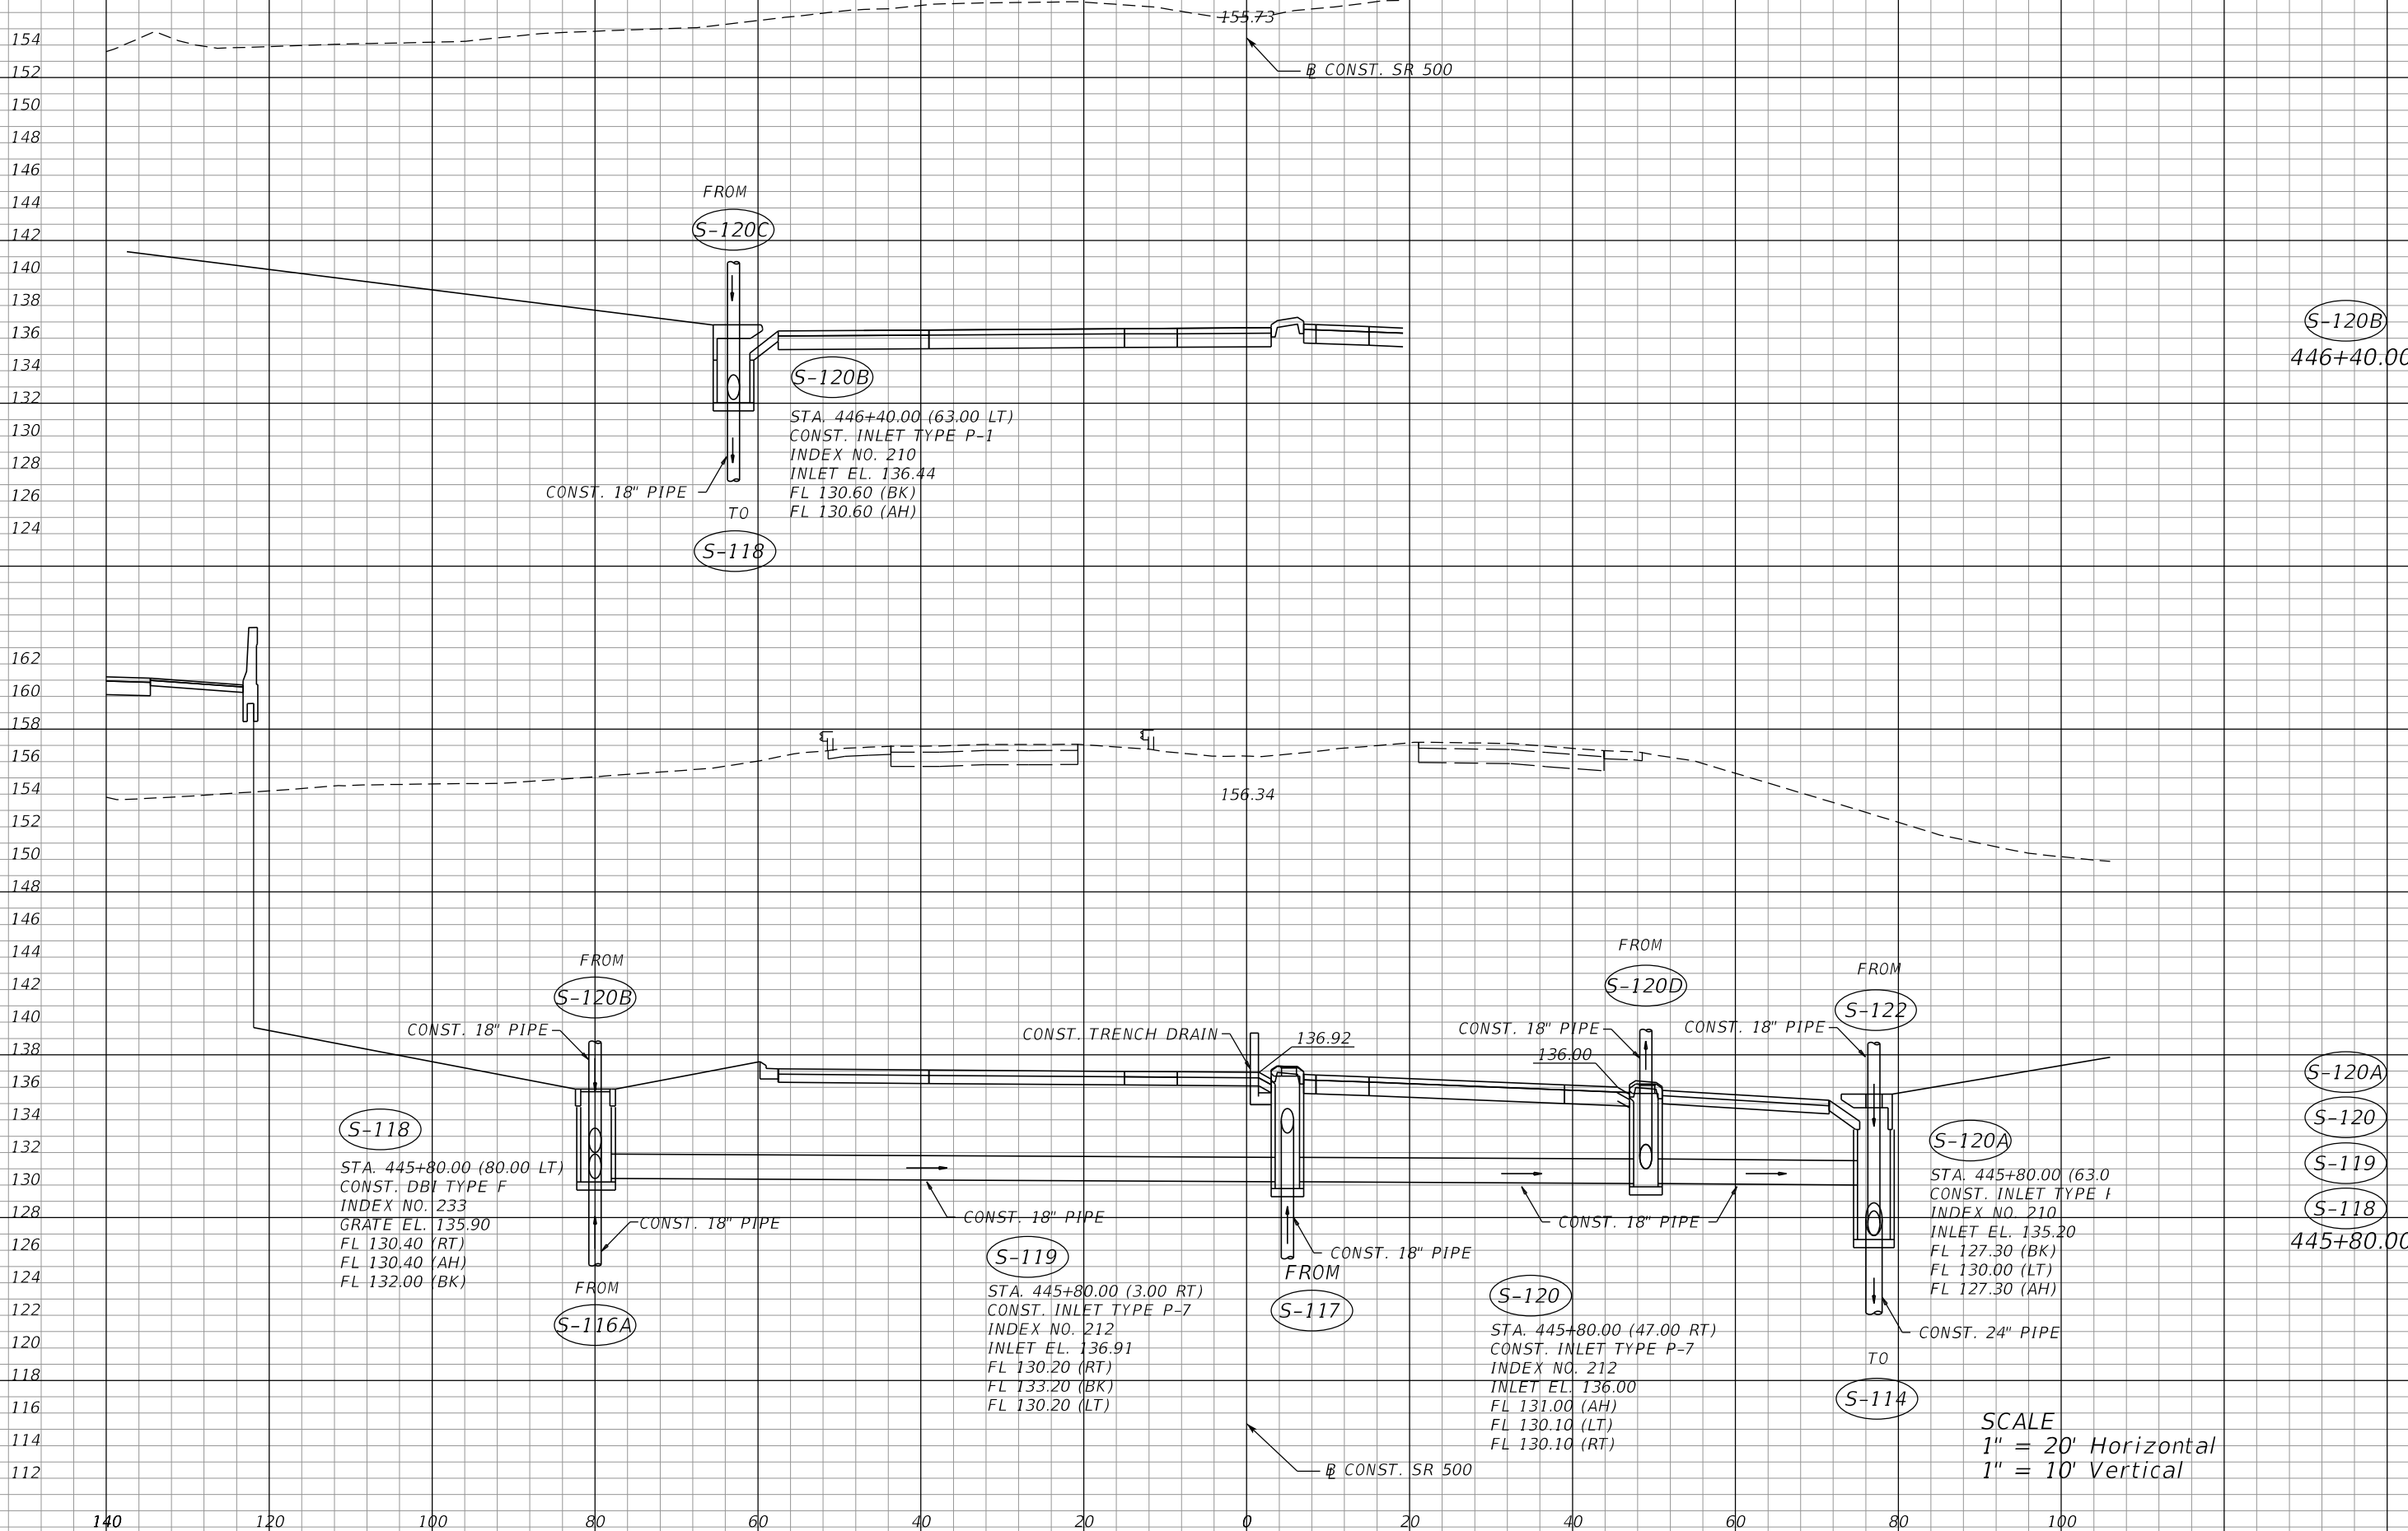 154
155.73
152
℄ CONST. SR 500
150
148
146
144
142
140
138
136
134
132
130
128
126
124
FROM
S-120C
S-120B
STA. 446+40.00 (63.00 LT)
CONST. INLET TYPE P-1
INDEX NO. 210
INLET EL. 136.44
FL 130.60 (BK)
FL 130.60 (AH)
CONST. 18" PIPE
TO
S-118
S-120B
446+40.00
162
160
158
156
154
152
150
148
146
144
142
140
138
136
134
132
130
128
126
124
122
120
118
116
114
112
156.34
FROM
S-120B
CONST. 18" PIPE
S-118
STA. 445+80.00 (80.00 LT)
CONST. DBI TYPE F
INDEX NO. 233
GRATE EL. 135.90
FL 130.40 (RT)
FL 130.40 (AH)
FL 132.00 (BK)
CONST. 18" PIPE
FROM
S-116A
CONST. TRENCH DRAIN
136.92
CONST. 18" PIPE
S-119
STA. 445+80.00 (3.00 RT)
CONST. INLET TYPE P-7
INDEX NO. 212
INLET EL. 136.91
FL 130.20 (RT)
FL 133.20 (BK)
FL 130.20 (LT)
CONST. 18" PIPE
FROM
S-117
℄ CONST. SR 500
FROM
S-120D
CONST. 18" PIPE
136.00
CONST. 18" PIPE
S-120
STA. 445+80.00 (47.00 RT)
CONST. INLET TYPE P-7
INDEX NO. 212
INLET EL. 136.00
FL 131.00 (AH)
FL 130.10 (LT)
FL 130.10 (RT)
FROM
S-122
CONST. 18" PIPE
S-120A
STA. 445+80.00 (63.0
CONST. INLET TYPE
INDEX NO. 210
INLET EL. 135.20
FL 127.30 (BK)
FL 130.00 (LT)
FL 127.30 (AH)
CONST. 24" PIPE
TO
S-114
S-120A
S-120
S-119
S-118
445+80.00
SCALE
1" = 20' Horizontal
1" = 10' Vertical
140 120 100 80 60 40 20 0 20 40 60 80 100